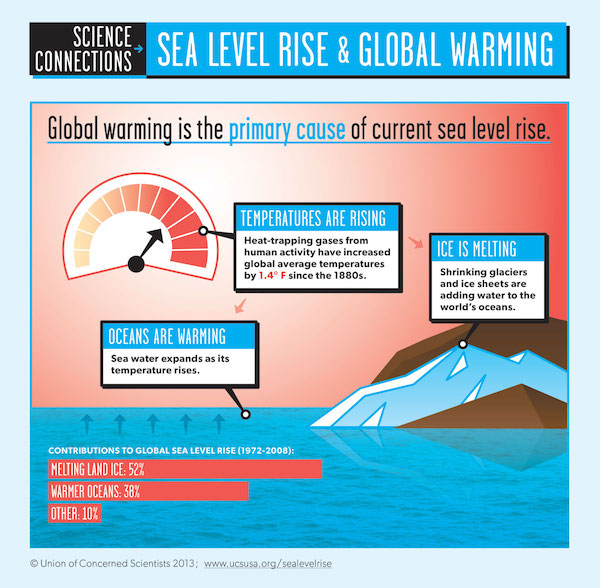 SCIENCE
CONNECTIONS
SEA LEVEL RISE & GLOBAL WARMING
Global warming is the primary cause of current sea level rise.
TEMPERATURES ARE RISING
Heat-trapping gases from
human activity have increased
global average temperatures
by 1.4° F since the 1880s.
ICE IS MELTING
Shrinking glaciers
and ice sheets are
adding water to the
world's oceans.
OCEANS ARE WARMING
Sea water expands as its
temperature rises.
CONTRIBUTIONS TO GLOBAL SEA LEVEL RISE (1972-2008):
MELTING LAND ICE: 52%
WARMER OCEANS: 38%
OTHER: 10%
© Union of Concerned Scientists 2013; www.ucsusa.org/sealevelrise